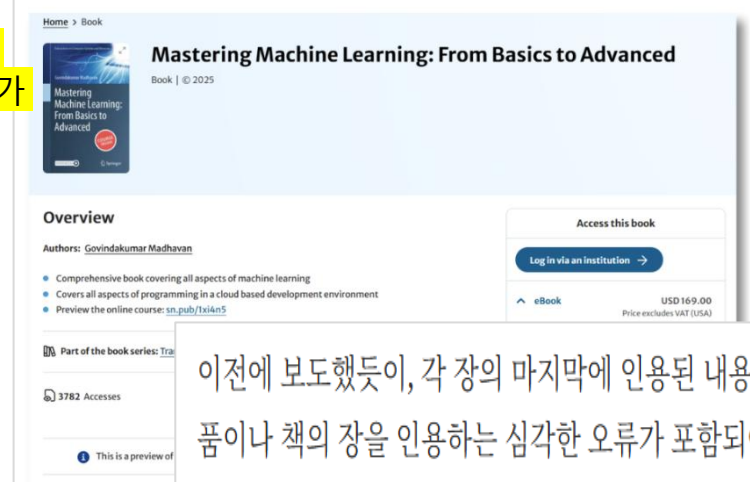 Home > Book
가
Mastering Machine Learning: From Basics to Advanced
Book | © 2025
Govindakumar Madhavan
Mastering
Machine Learning:
From Basics to
Advanced
Springer
Overview
Authors: Govindakumar Madhavan
Comprehensive book covering all aspects of machine learning
Covers all aspects of programming in a cloud based development environment
Preview the online course: sn.pub/1xi4n5
Part of the book series: Tra
3782 Accesses
This is a preview of
Access this book
Log in via an institution →
eBook USD 169.00
Price excludes VAT (USA)
이전에 보도했듯이, 각 장의 마지막에 인용된 내용
품이나 책의 장을 인용하는 심각한 오류가 포함되